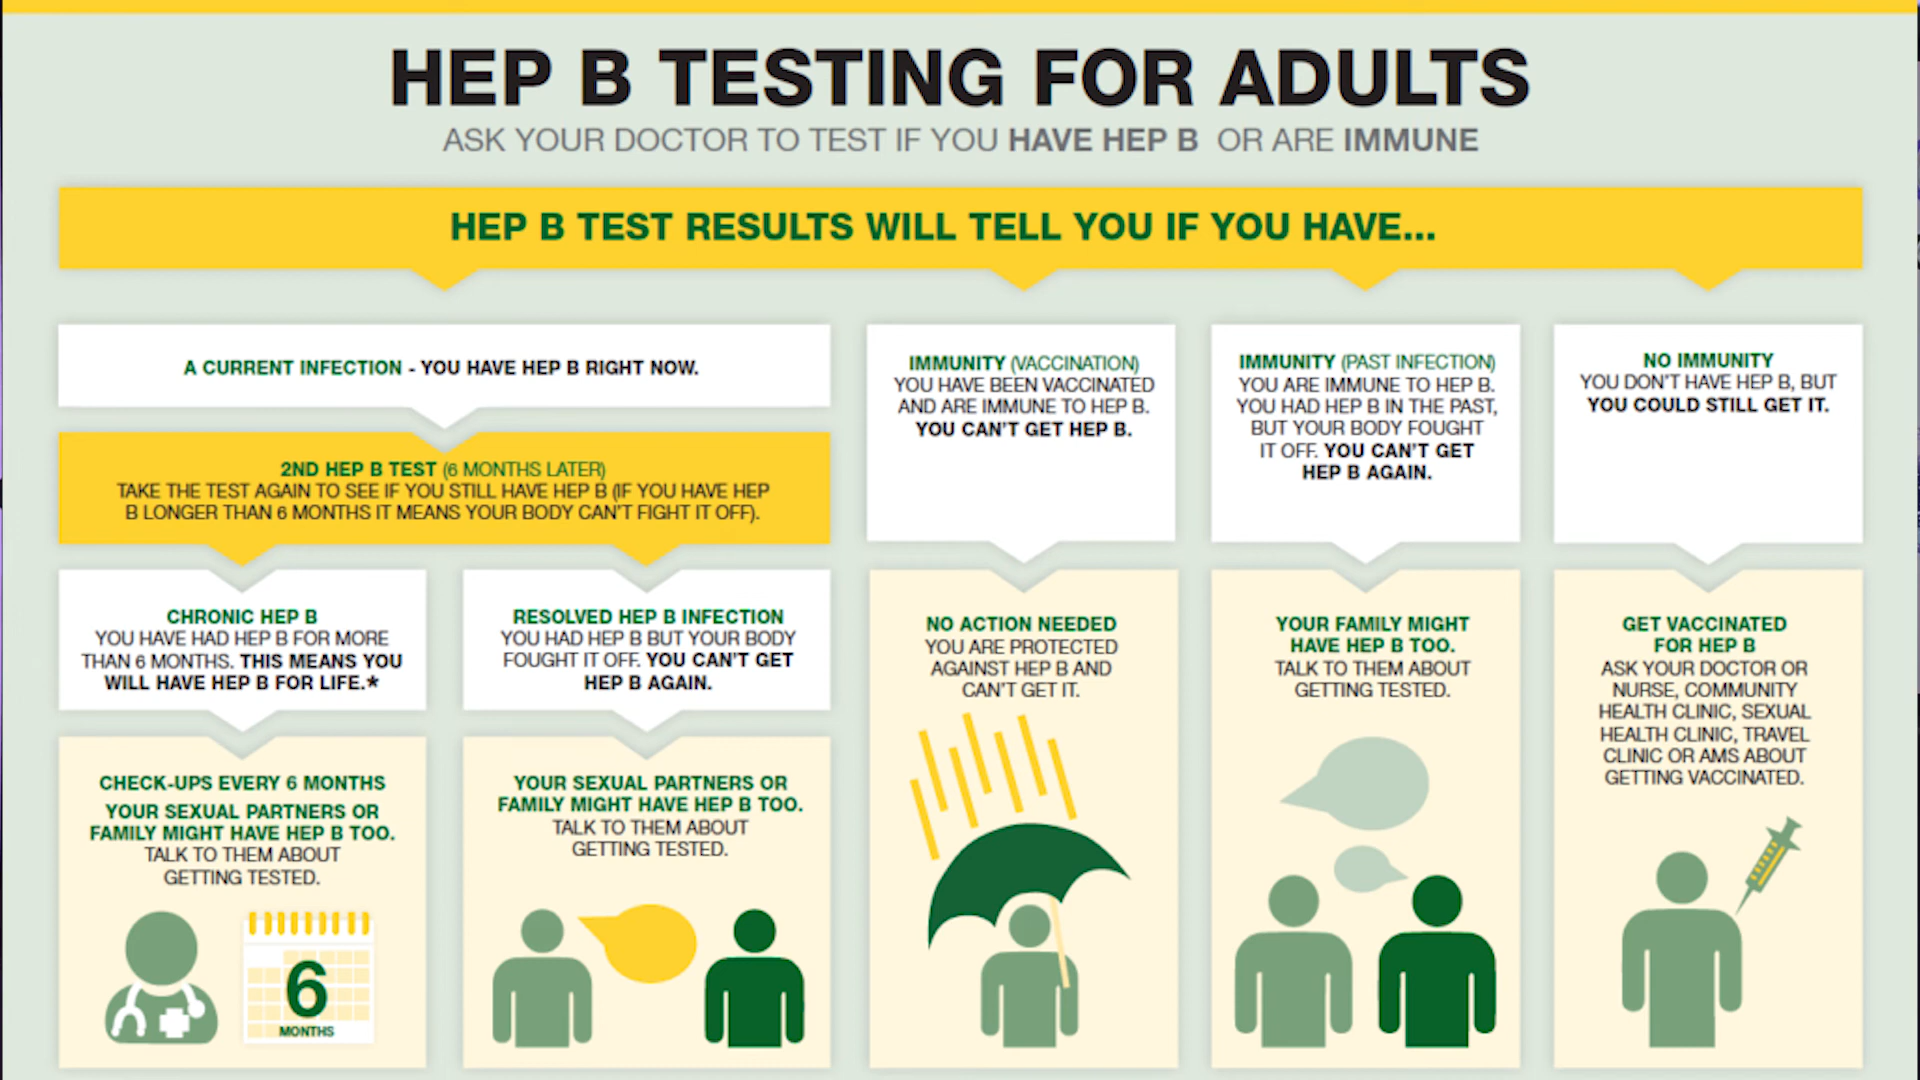 HEP B TESTING FOR ADULTS
ASK YOUR DOCTOR TO TEST IF YOU HAVE HEP B OR ARE IMMUNE
HEP B TEST RESULTS WILL TELL YOU IF YOU HAVE...
A CURRENT INFECTION - YOU HAVE HEP B RIGHT NOW.
2ND HEP B TEST (6 MONTHS LATER)
TAKE THE TEST AGAIN TO SEE IF YOU STILL HAVE HEP B (IF YOU HAVE HEP
B LONGER THAN 6 MONTHS IT MEANS YOUR BODY CAN'T FIGHT IT OFF).
CHRONIC HEP B
YOU HAVE HAD HEP B FOR MORE
THAN 6 MONTHS. THIS MEANS YOU
WILL HAVE HEP B FOR LIFE.*
CHECK-UPS EVERY 6 MONTHS
YOUR SEXUAL PARTNERS OR
FAMILY MIGHT HAVE HEP B TOO.
TALK TO THEM ABOUT
GETTING TESTED.
6
MONTHS
RESOLVED HEP B INFECTION
YOU HAD HEP B BUT YOUR BODY
FOUGHT IT OFF. YOU CAN'T GET
HEP B AGAIN.
YOUR SEXUAL PARTNERS OR
FAMILY MIGHT HAVE HEP B TOO.
TALK TO THEM ABOUT
GETTING TESTED.
IMMUNITY (VACCINATION)
YOU HAVE BEEN VACCINATED
AND ARE IMMUNE TO HEP B.
YOU CAN'T GET HEP B.
NO ACTION NEEDED
YOU ARE PROTECTED
AGAINST HEP B AND
CAN'T GET IT.
IMMUNITY (PAST INFECTION)
YOU ARE IMMUNE TO HEP B.
YOU HAD HEP B IN THE PAST,
BUT YOUR BODY FOUGHT
IT OFF. YOU CAN'T GET
HEP B AGAIN.
YOUR FAMILY MIGHT
HAVE HEP B TOO.
TALK TO THEM ABOUT
GETTING TESTED.
NO IMMUNITY
YOU DON'T HAVE HEP B, BUT
YOU COULD STILL GET IT.
GET VACCINATED
FOR HEP B
ASK YOUR DOCTOR OR
NURSE, COMMUNITY
HEALTH CLINIC, SEXUAL
HEALTH CLINIC, TRAVEL
CLINIC OR AMS ABOUT
GETTING VACCINATED.